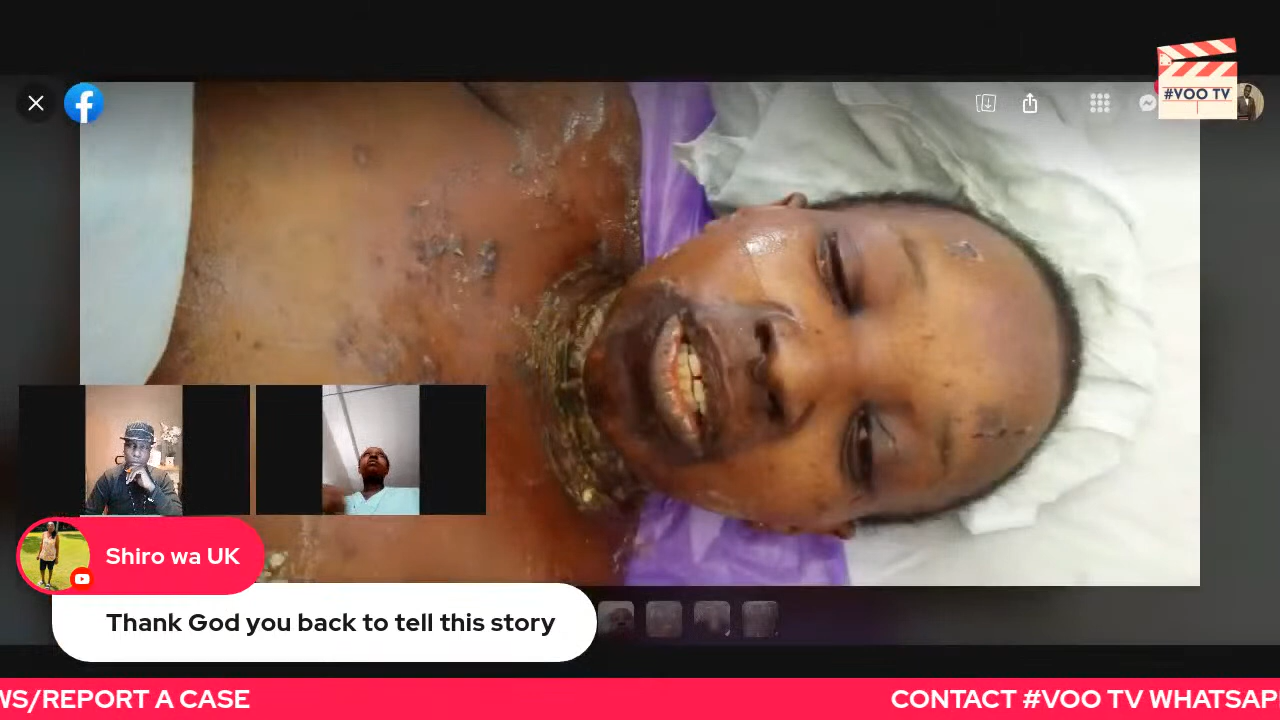 #VOO TV
Shiro wa UK
Thank God you back to tell this story
WS/REPORT A CASE
CONTACT #VOO TV WHATSAP